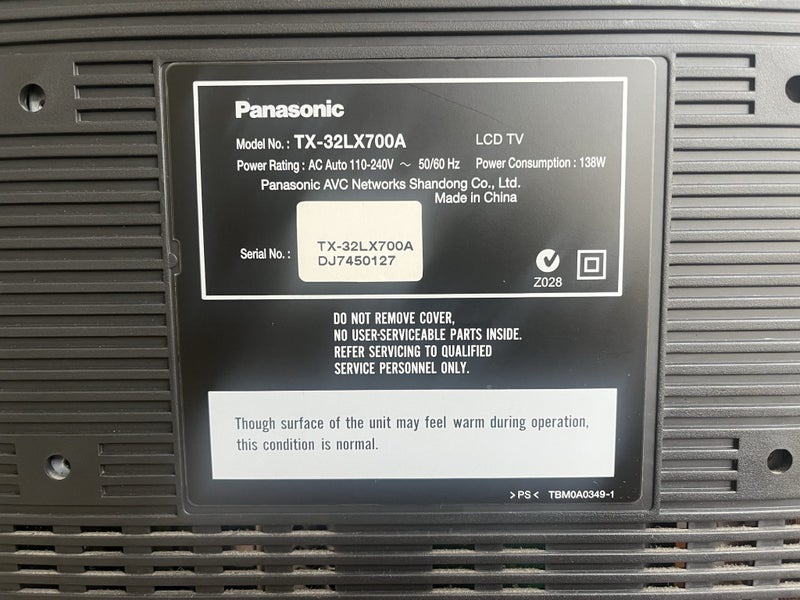 Panasonic
Model No. : TX-32LX700A LCD TV
Power Rating : AC Auto 110-240V ～ 50/60 Hz Power Consumption : 138W
Panasonic AVC Networks Shandong Co., Ltd.
Made in China
Serial No. :
TX-32LX700A
DJ7450127
Z028
DO NOT REMOVE COVER,
NO USER-SERVICEABLE PARTS INSIDE.
REFER SERVICING TO QUALIFIED
SERVICE PERSONNEL ONLY.
Though surface of the unit may feel warm during operation,
this condition is normal.
>PS< TBM0A0349-1